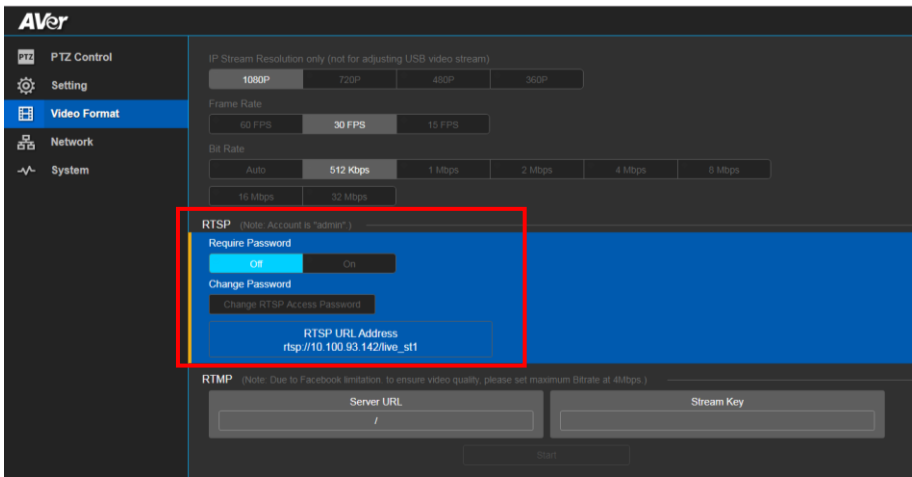 AVer
PTZ PTZ Control
Setting
Video Format
Network
System
IP Stream Resolution only (not for adjusting USB video stream)
1080P 720P 480P 360P
Frame Rate
60 FPS 30 FPS 15 FPS
Bit Rate
Auto 512 Kbps 1 Mbps 2 Mbps 4 Mbps 8 Mbps
16 Mbps 32 Mbps
RTSP (Note: Account is "admin".)
Require Password
Off On
Change Password
Change RTSP Access Password
RTSP URL Address
rtsp://10.100.93.142/live_st1
RTMP (Note: Due to Facebook limitation. to ensure video quality, please set maximum Bitrate at 4Mbps.)
Server URL Stream Key
/
Start